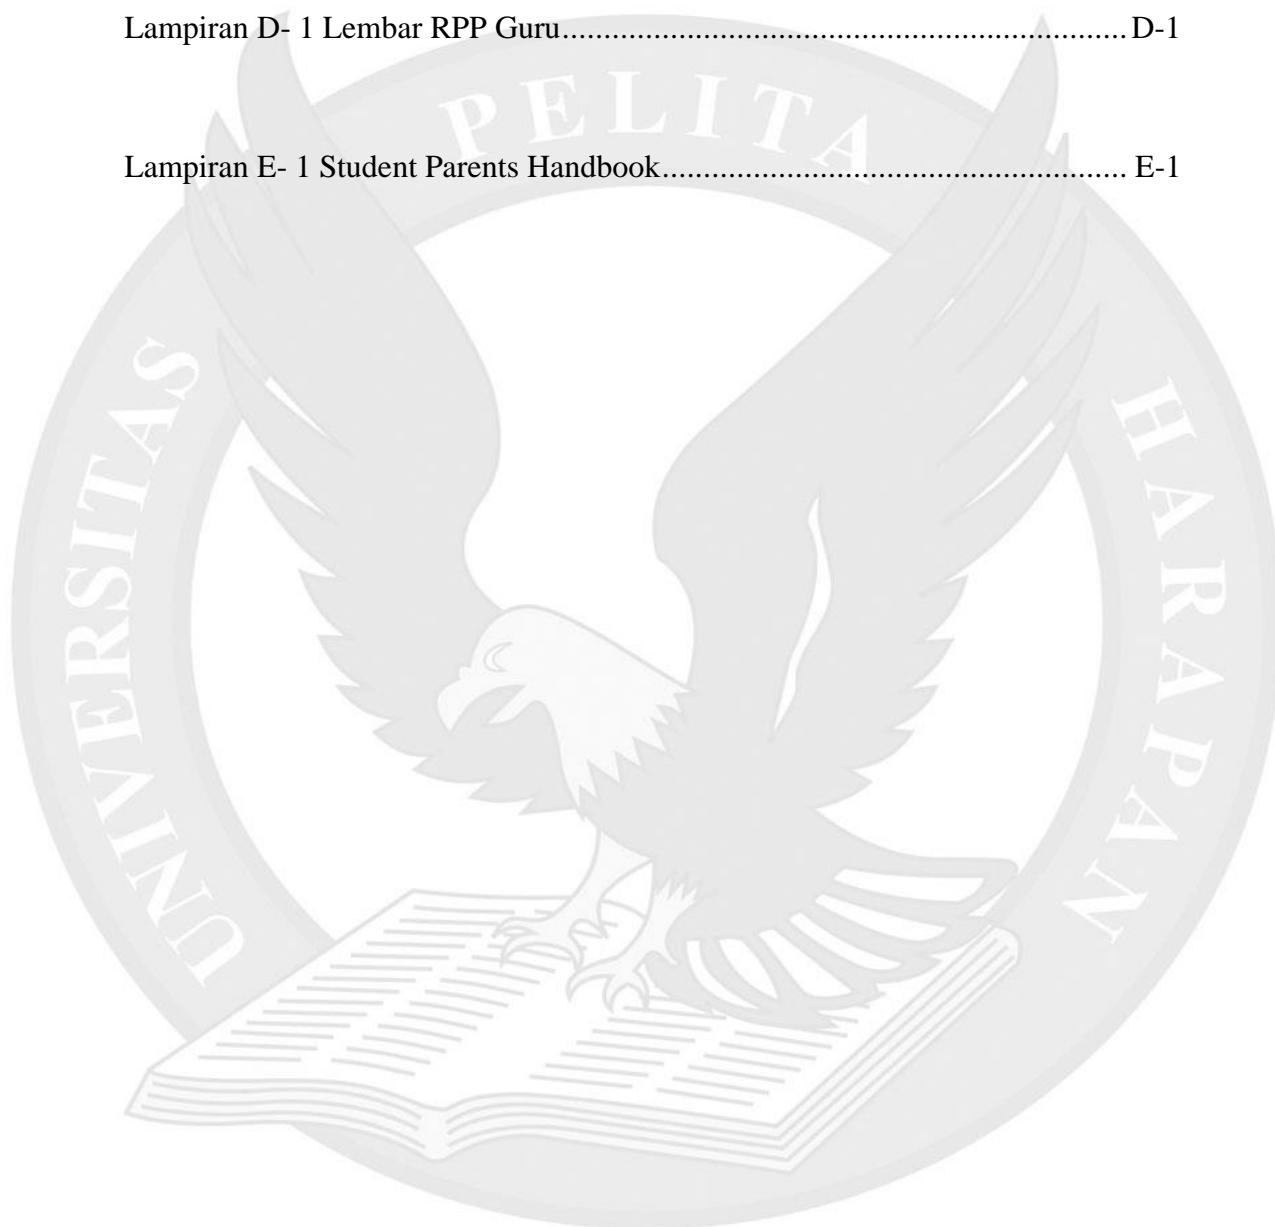 Lampiran D- 1 Lembar RPP Guru.....................................................................D-1
Lampiran E- 1 Student Parents Handbook........................................................ E-1
UNIVERSITAS PELITA HARAPAN